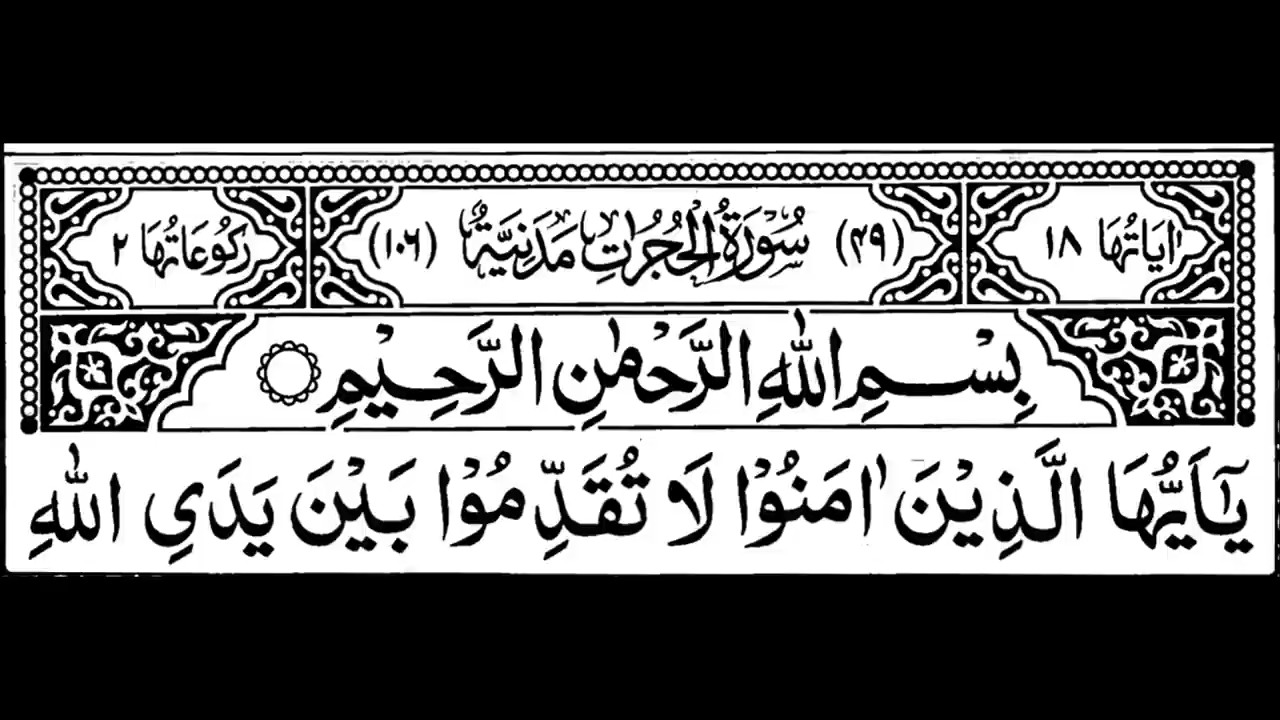 اٰيَاتُهَا ١٨ (٤٩) سُوْرَةُ الْحُجُرٰتِ مَدَنِيَّةٌ (١٠٦) رُكُوْعَاتُهَا ٢
بِسْمِ اللّٰهِ الرَّحْمٰنِ الرَّحِيْمِ
يٰٓاَيُّهَا الَّذِيْنَ اٰمَنُوْا لَا تُقَدِّمُوْا بَيْنَ يَدَيِ اللّٰهِ